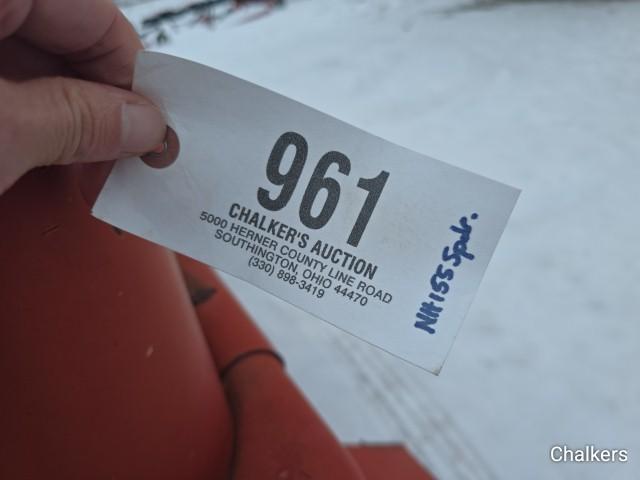 961
CHALKER'S AUCTION
5000 HERNER COUNTY LINE ROAD
SOUTHINGTON, OHIO 44470
(330) 898-3419
NH 155 Spdr.
Chalkers